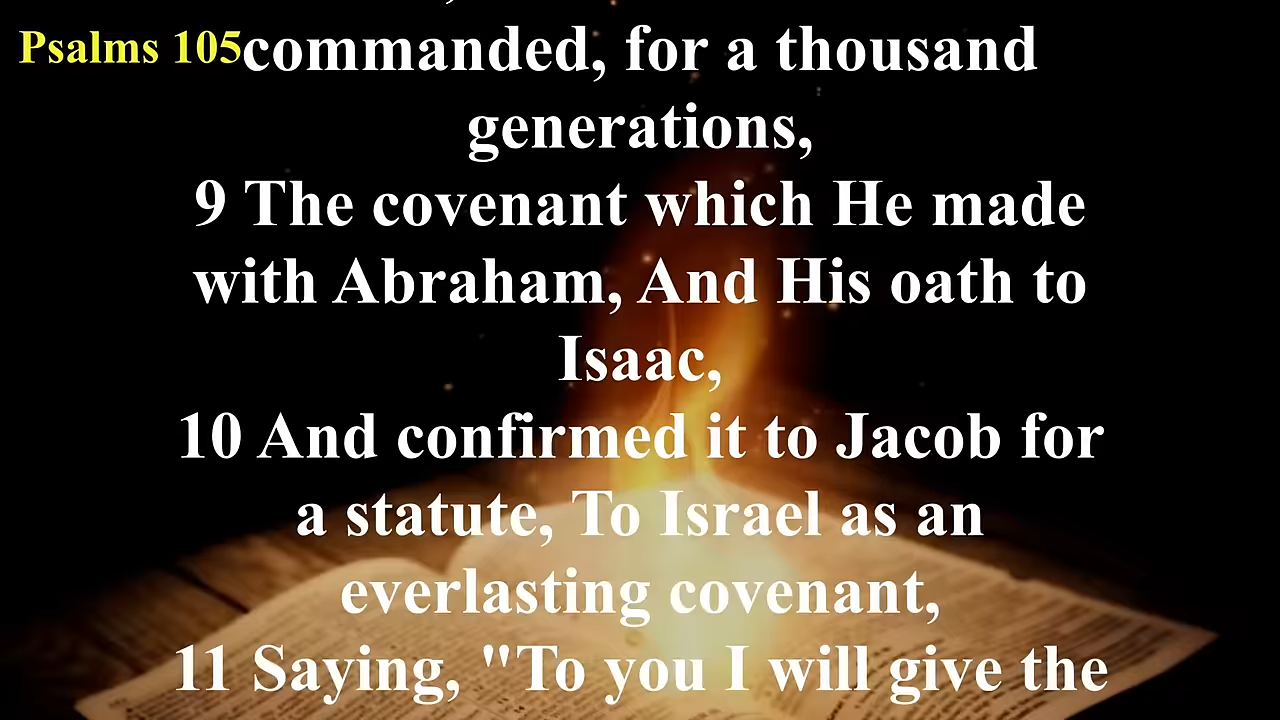 Psalms 105
commanded, for a thousand
generations,
9 The covenant which He made
with Abraham, And His oath to
Isaac,
10 And confirmed it to Jacob for
a statute, To Israel as an
everlasting covenant,
11 Saying, "To you I will give the